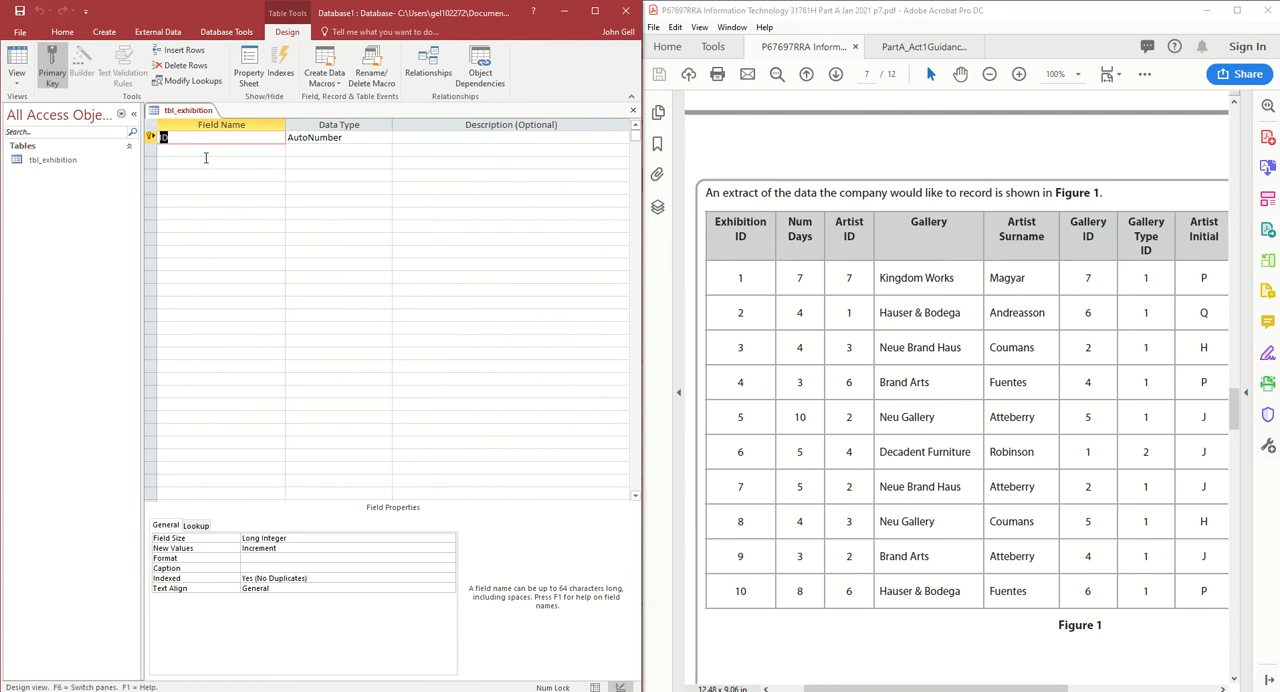 Table Tools
Database1 : Database- C:\Users\gel102272\Documen...
?
File
Home
Create
External Data
Database Tools
Design
Tell me what you want to do...
John Gell
View
Primary Key
Builder
Test Validation Rules
Insert Rows
Delete Rows
Modify Lookups
Property Sheet
Indexes
Create Data Macros
Rename/ Delete Macro
Relationships
Object Dependencies
Views
Tools
Show/Hide
Field, Record & Table Events
Relationships
All Access Obje...
Search...
Tables
tbl_exhibition
tbl_exhibition
Field Name
Data Type
Description (Optional)
ID
AutoNumber
Field Properties
General
Lookup
Field Size
Long Integer
New Values
Increment
Format
Caption
Indexed
Yes (No Duplicates)
Text Align
General
A field name can be up to 64 characters long,
including spaces. Press F1 for help on field
names.
Design view. F6 = Switch panes. F1 = Help.
Num Lock
P67697RRA Information Technology 31761H Part A Jan 2021 p7.pdf - Adobe Acrobat Pro DC
File Edit View Window Help
Home
Tools
P67697RRA Inform...
PartA_Act1Guidanc...
Sign In
7 / 12
100%
Share
An extract of the data the company would like to record is shown in Figure 1.
Exhibition ID
Num Days
Artist ID
Gallery
Artist Surname
Gallery ID
Gallery Type ID
Artist Initial
1 7 7 Kingdom Works Magyar 7 1 P
2 4 1 Hauser & Bodega Andreasson 6 1 Q
3 4 3 Neue Brand Haus Coumans 2 1 H
4 3 6 Brand Arts Fuentes 4 1 P
5 10 2 Neu Gallery Atteberry 5 1 J
6 5 4 Decadent Furniture Robinson 1 2 J
7 5 2 Neue Brand Haus Atteberry 2 1 J
8 4 3 Neu Gallery Coumans 5 1 H
9 3 2 Brand Arts Atteberry 4 1 J
10 8 6 Hauser & Bodega Fuentes 6 1 P
Figure 1
12.48 x 9.06 in